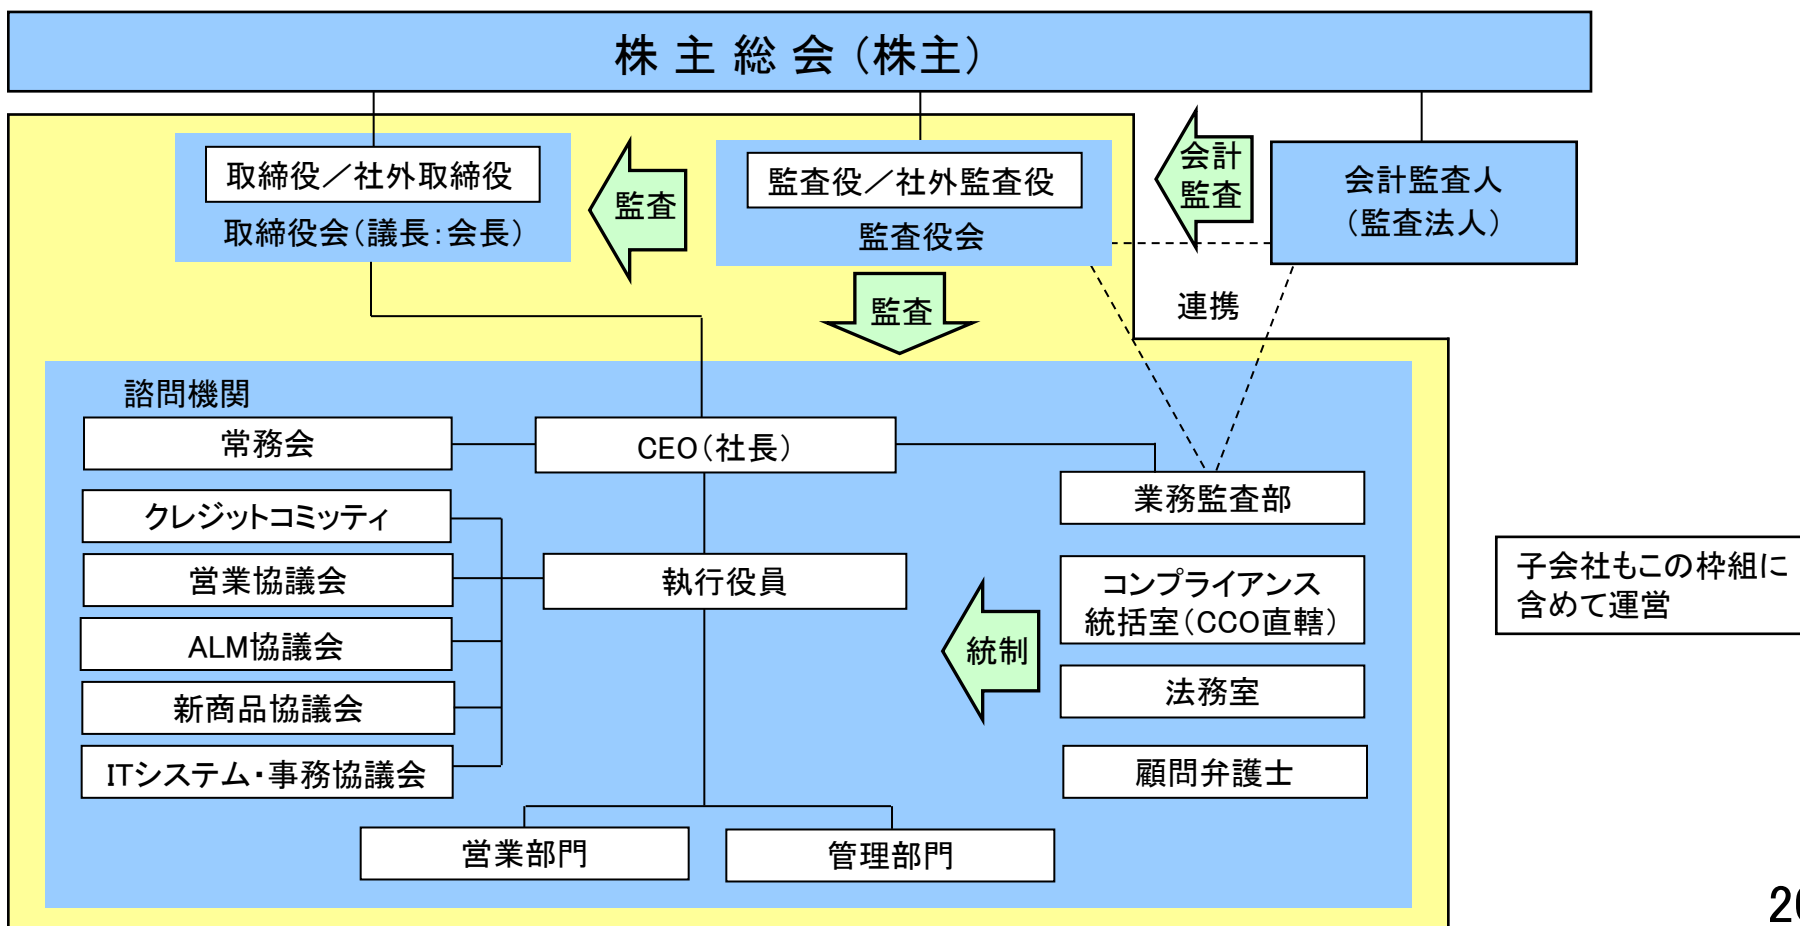 株 主 総 会（株主）
取締役／社外取締役
取締役会（議長：会長）
監査
監査役／社外監査役
監査役会
会計
監査
会計監査人
（監査法人）
監査
連携
諮問機関
常務会
CEO（社長）
クレジットコミッティ
営業協議会
ALM協議会
新商品協議会
ITシステム・事務協議会
執行役員
業務監査部
コンプライアンス
統括室（CCO直轄）
統制
法務室
顧問弁護士
営業部門
管理部門
子会社もこの枠組に
含めて運営